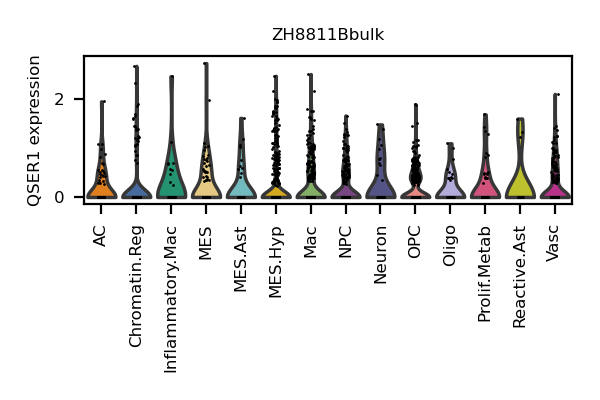 ZH8811Bbulk
QSER1 expression
2
0
AC
Chromatin.Reg
Inflammatory.Mac
MES
MES.Ast
MES.Hyp
Mac
NPC
Neuron
OPC
Oligo
Prolif.Metab
Reactive.Ast
Vasc